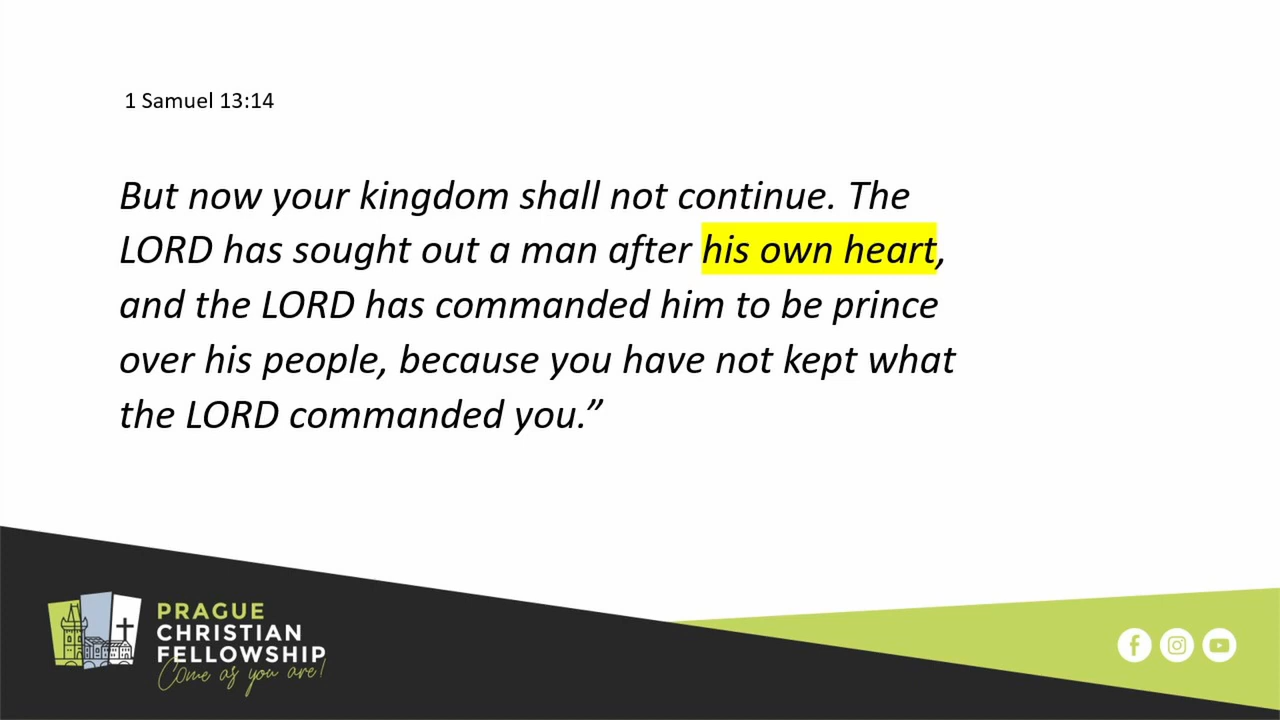 1 Samuel 13:14
But now your kingdom shall not continue. The
LORD has sought out a man after his own heart,
and the LORD has commanded him to be prince
over his people, because you have not kept what
the LORD commanded you.”
PRAGUE
CHRISTIAN
FELLOWSHIP
Come as you are!